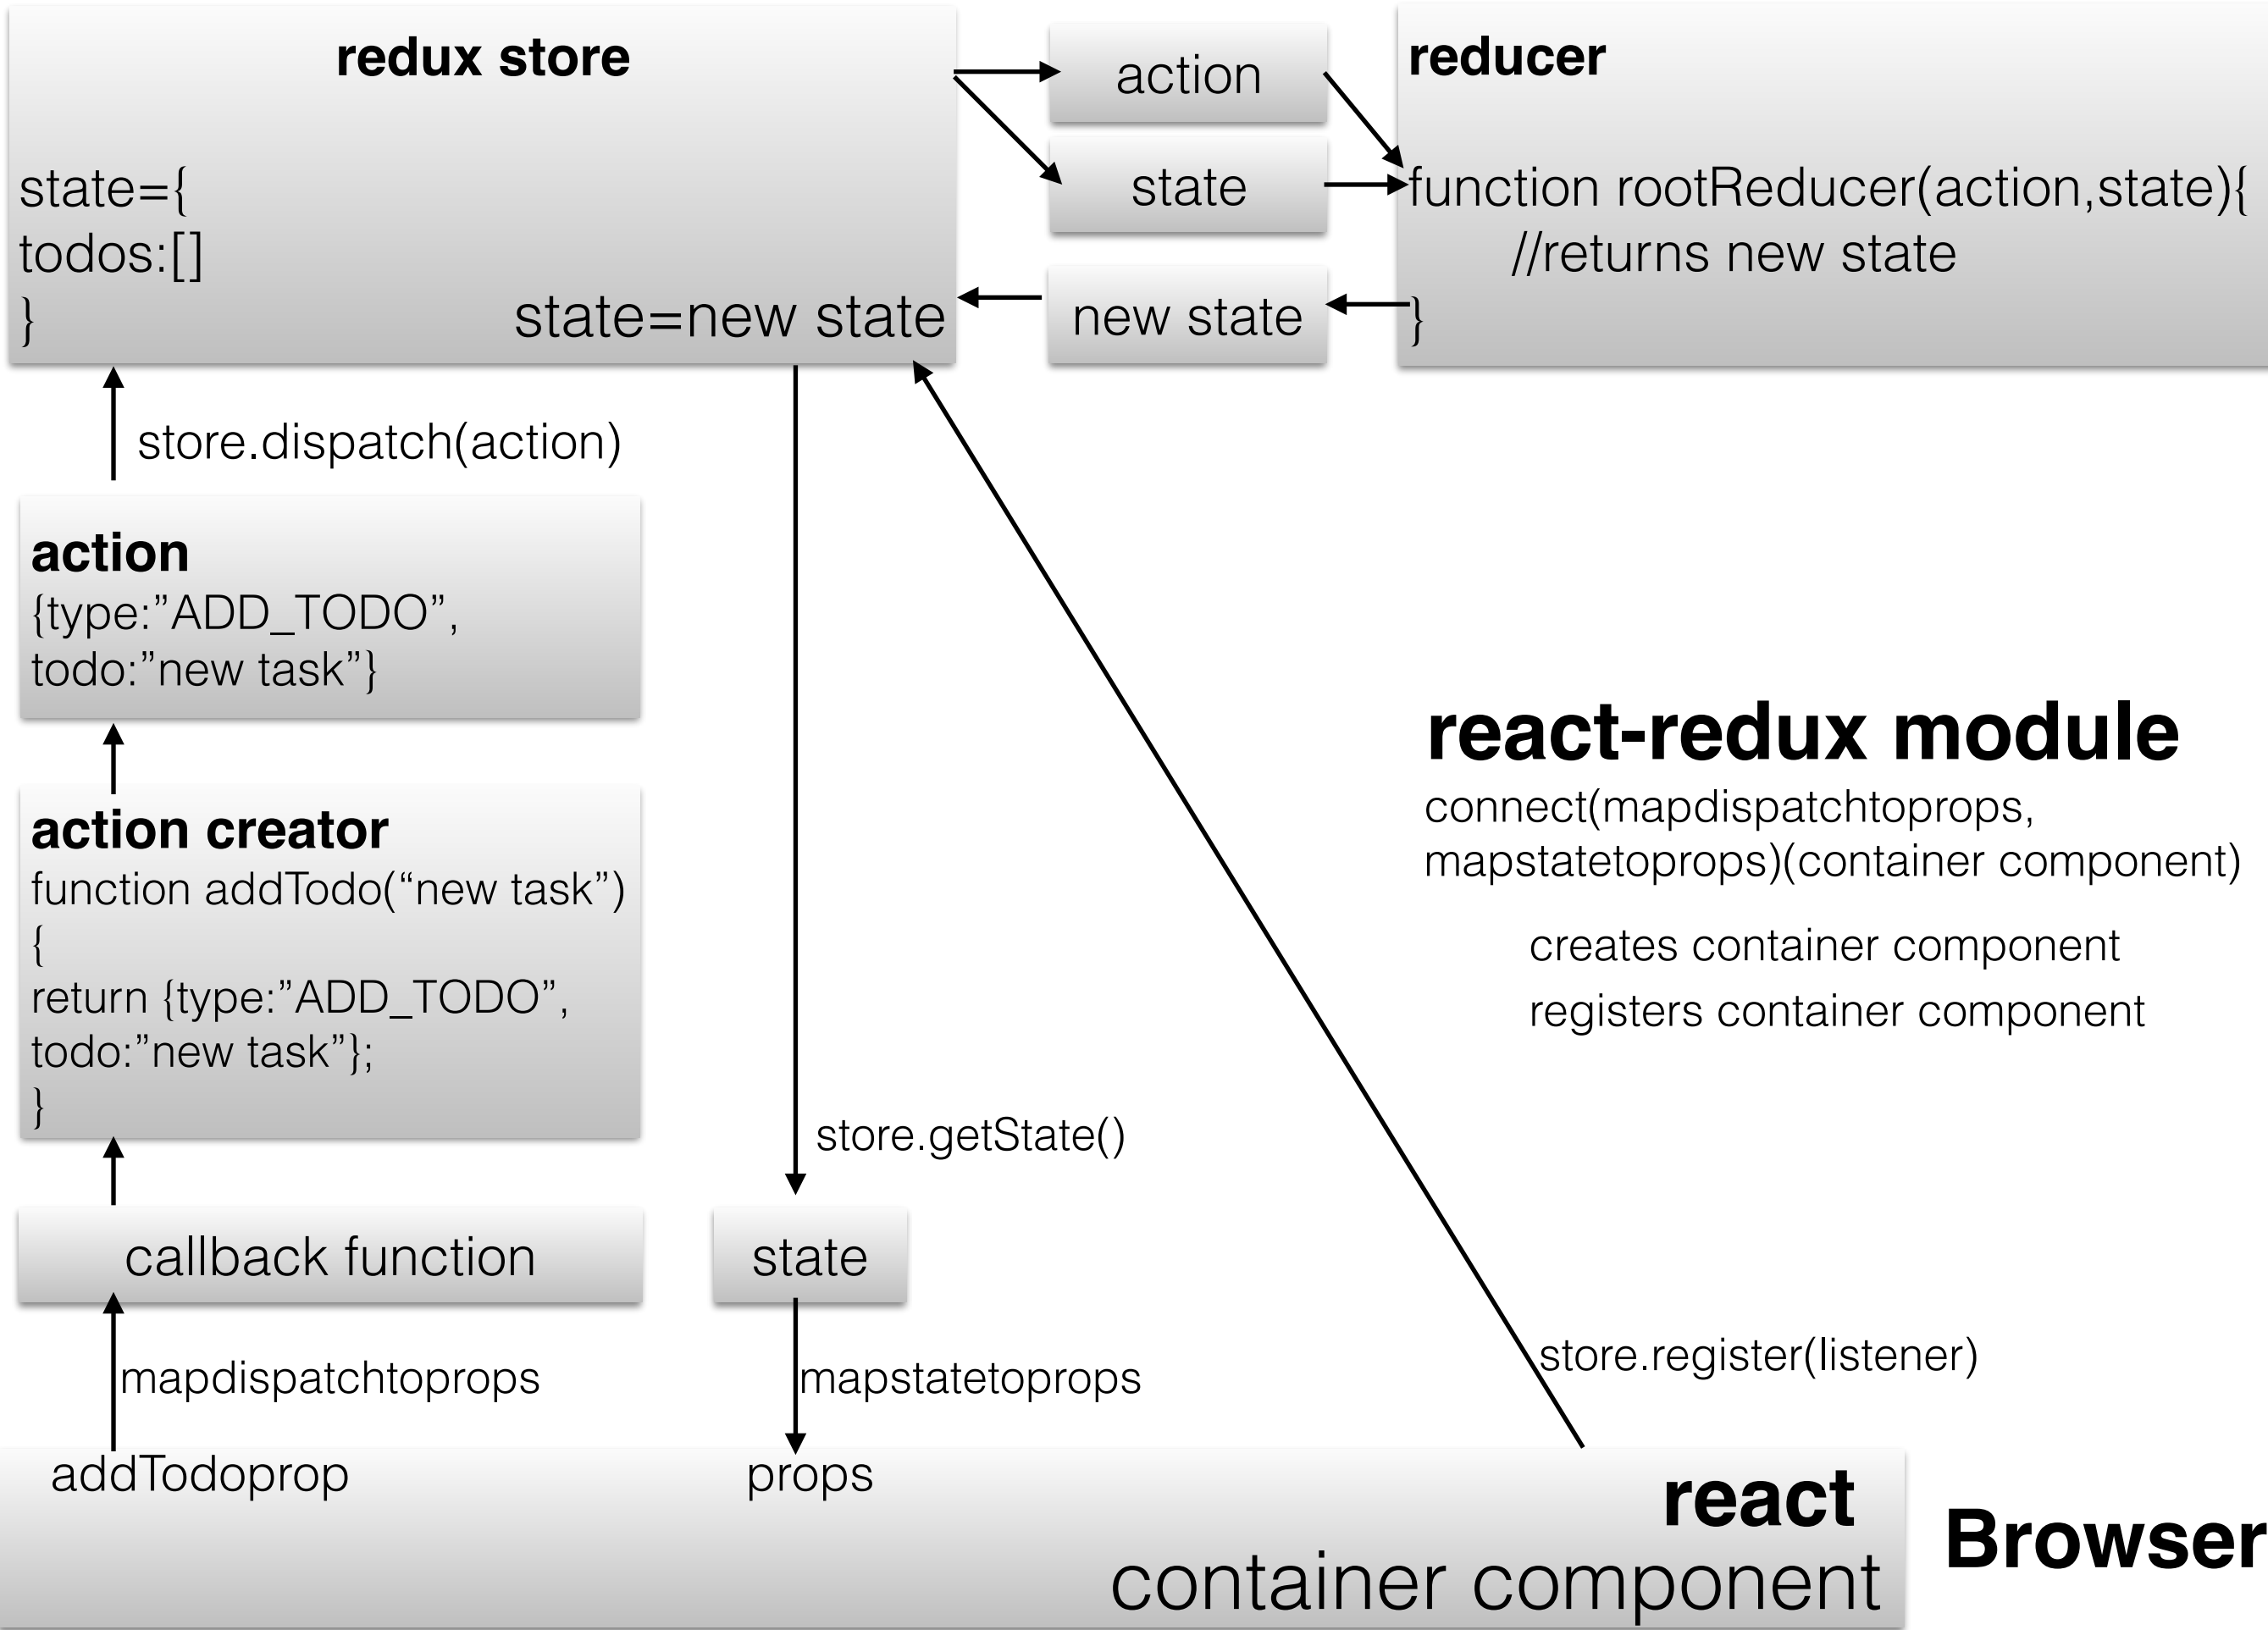 redux store
state={
todos:[]
}
state=new state
action
state
new state
reducer
function rootReducer(action,state){
//returns new state
}
store.dispatch(action)
action
{type:”ADD_TODO”,
todo:”new task”}
action creator
function addTodo(“new task”)
{
return {type:”ADD_TODO”,
todo:”new task”};
}
callback function
mapdispatchtoprops
addTodoprop
store.getState()
state
mapstatetoprops
props
react-redux module
connect(mapdispatchtoprops,
mapstatetoprops)(container component)
creates container component
registers container component
store.register(listener)
react
container component
Browser